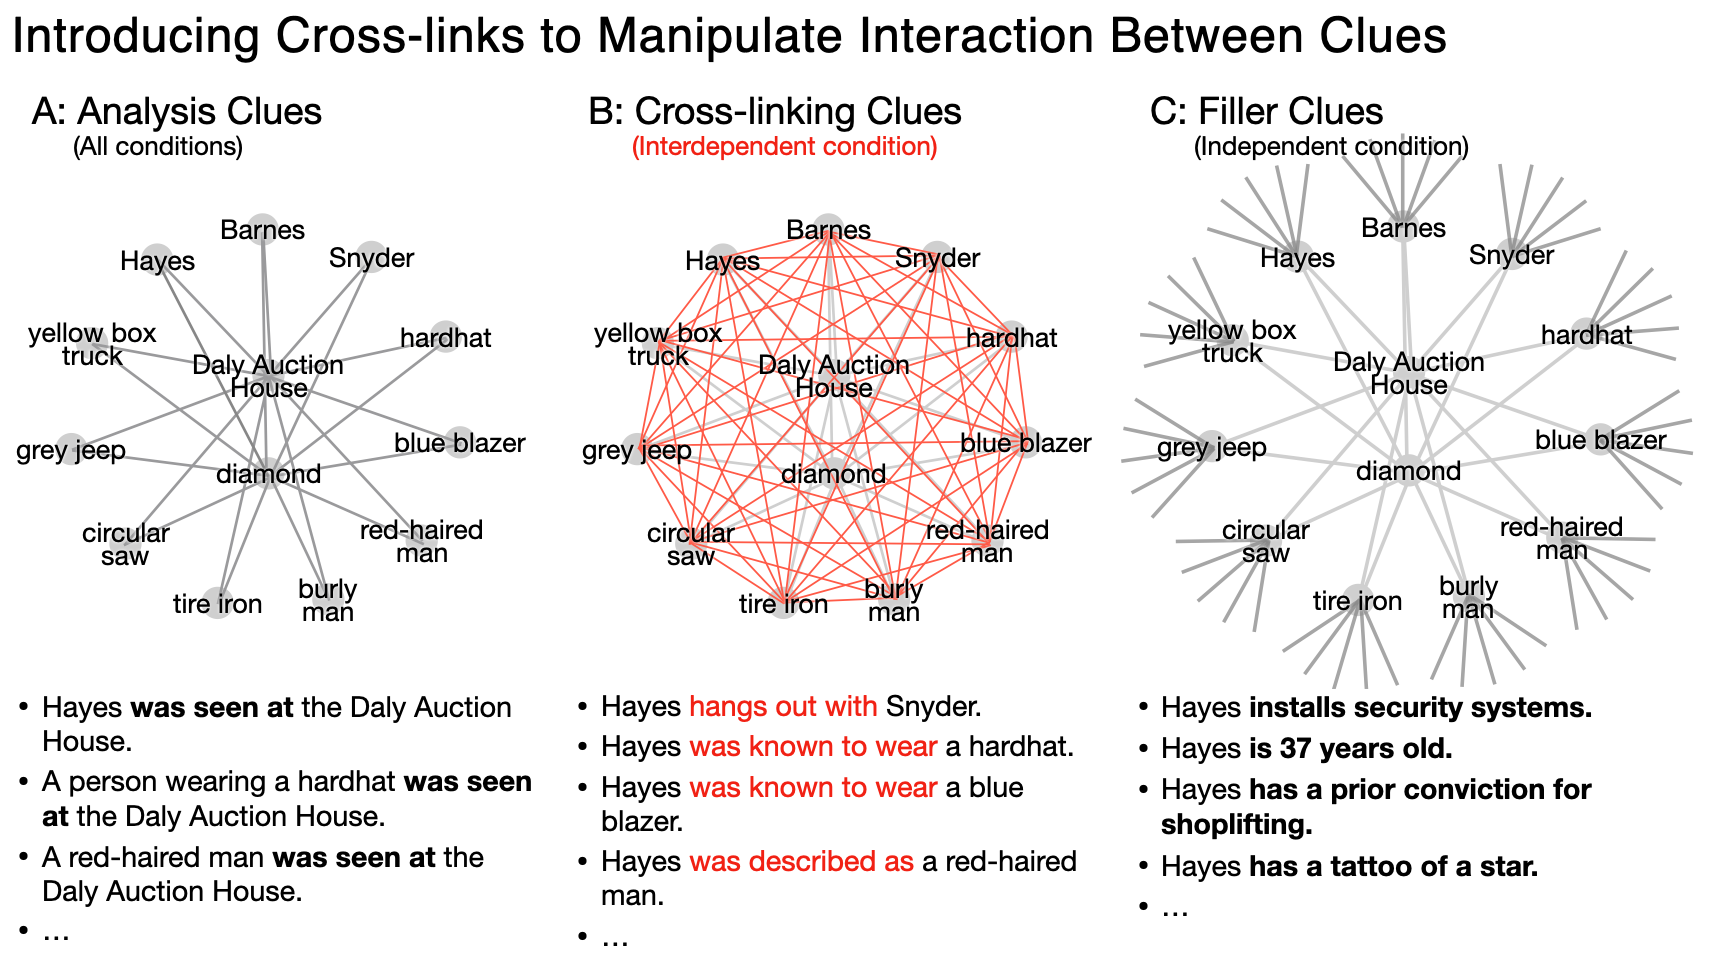 Introducing Cross-links to Manipulate Interaction Between Clues
A: Analysis Clues
(All conditions)
Barnes
Hayes
Snyder
yellow box
truck
hardhat
Daly Auction
House
grey jeep
blue blazer
diamond
circular
saw
red-haired
man
tire iron
burly
man
• Hayes was seen at the Daly Auction
House.
• A person wearing a hardhat was seen
at the Daly Auction House.
• A red-haired man was seen at the
Daly Auction House.
• …
B: Cross-linking Clues
(Interdependent condition)
Barnes
Hayes
Snyder
yellow box
truck
hardhat
Daly Auction
House
grey jeep
blue blazer
diamond
circular
saw
red-haired
man
tire iron
burly
man
• Hayes hangs out with Snyder.
• Hayes was known to wear a hardhat.
• Hayes was known to wear a blue
blazer.
• Hayes was described as a red-haired
man.
• …
C: Filler Clues
(Independent condition)
Barnes
Hayes
Snyder
yellow box
truck
hardhat
Daly Auction
House
grey jeep
blue blazer
diamond
circular
saw
red-haired
man
tire iron
burly
man
• Hayes installs security systems.
• Hayes is 37 years old.
• Hayes has a prior conviction for
shoplifting.
• Hayes has a tattoo of a star.
• …